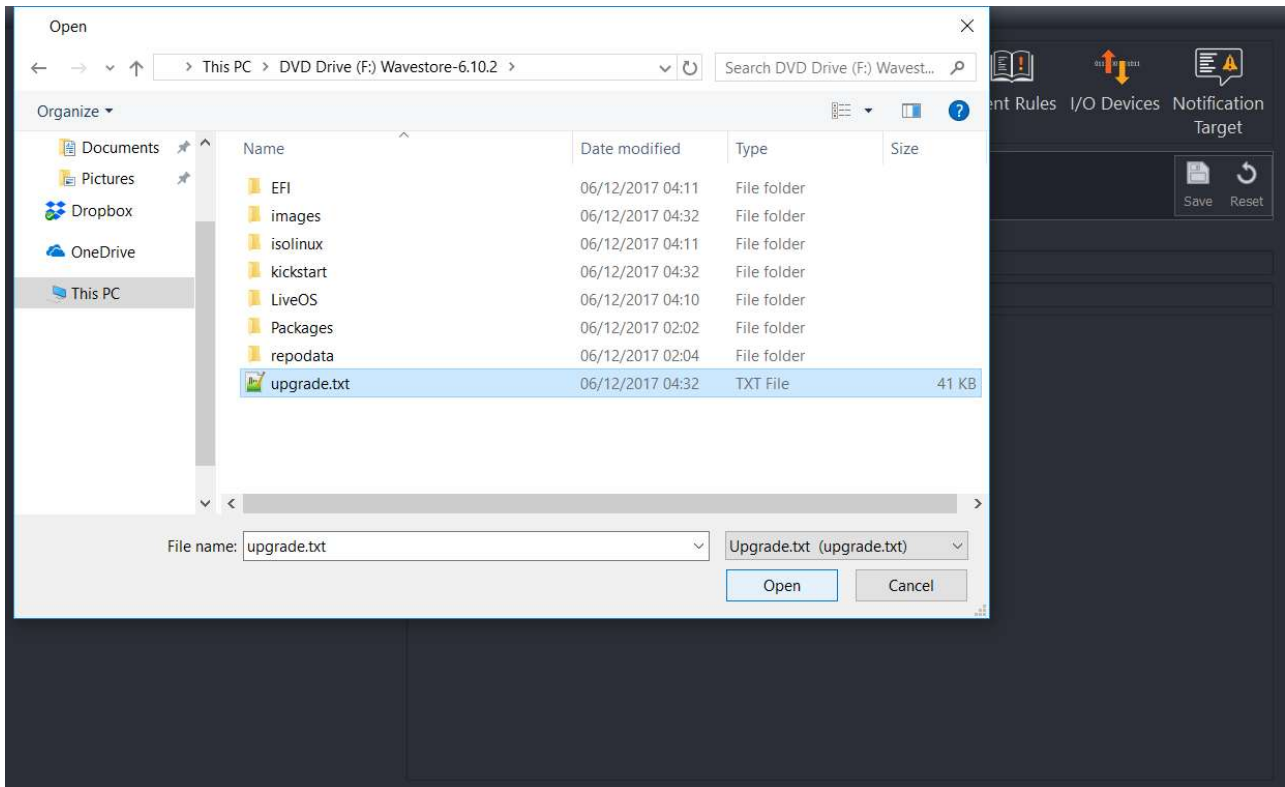 Open
This PC > DVD Drive (F:) Wavestore-6.10.2 >
Search DVD Drive (F:) Wavest...
Organize
Documents
Pictures
Dropbox
OneDrive
This PC
Name Date modified Type Size
EFI 06/12/2017 04:11 File folder
images 06/12/2017 04:32 File folder
isolinux 06/12/2017 04:11 File folder
kickstart 06/12/2017 04:32 File folder
LiveOS 06/12/2017 04:10 File folder
Packages 06/12/2017 02:02 File folder
repodata 06/12/2017 02:04 File folder
upgrade.txt 06/12/2017 04:32 TXT File 41 KB
File name: upgrade.txt
Upgrade.txt (upgrade.txt)
Open Cancel
ent Rules I/O Devices Notification
Target
Save Reset